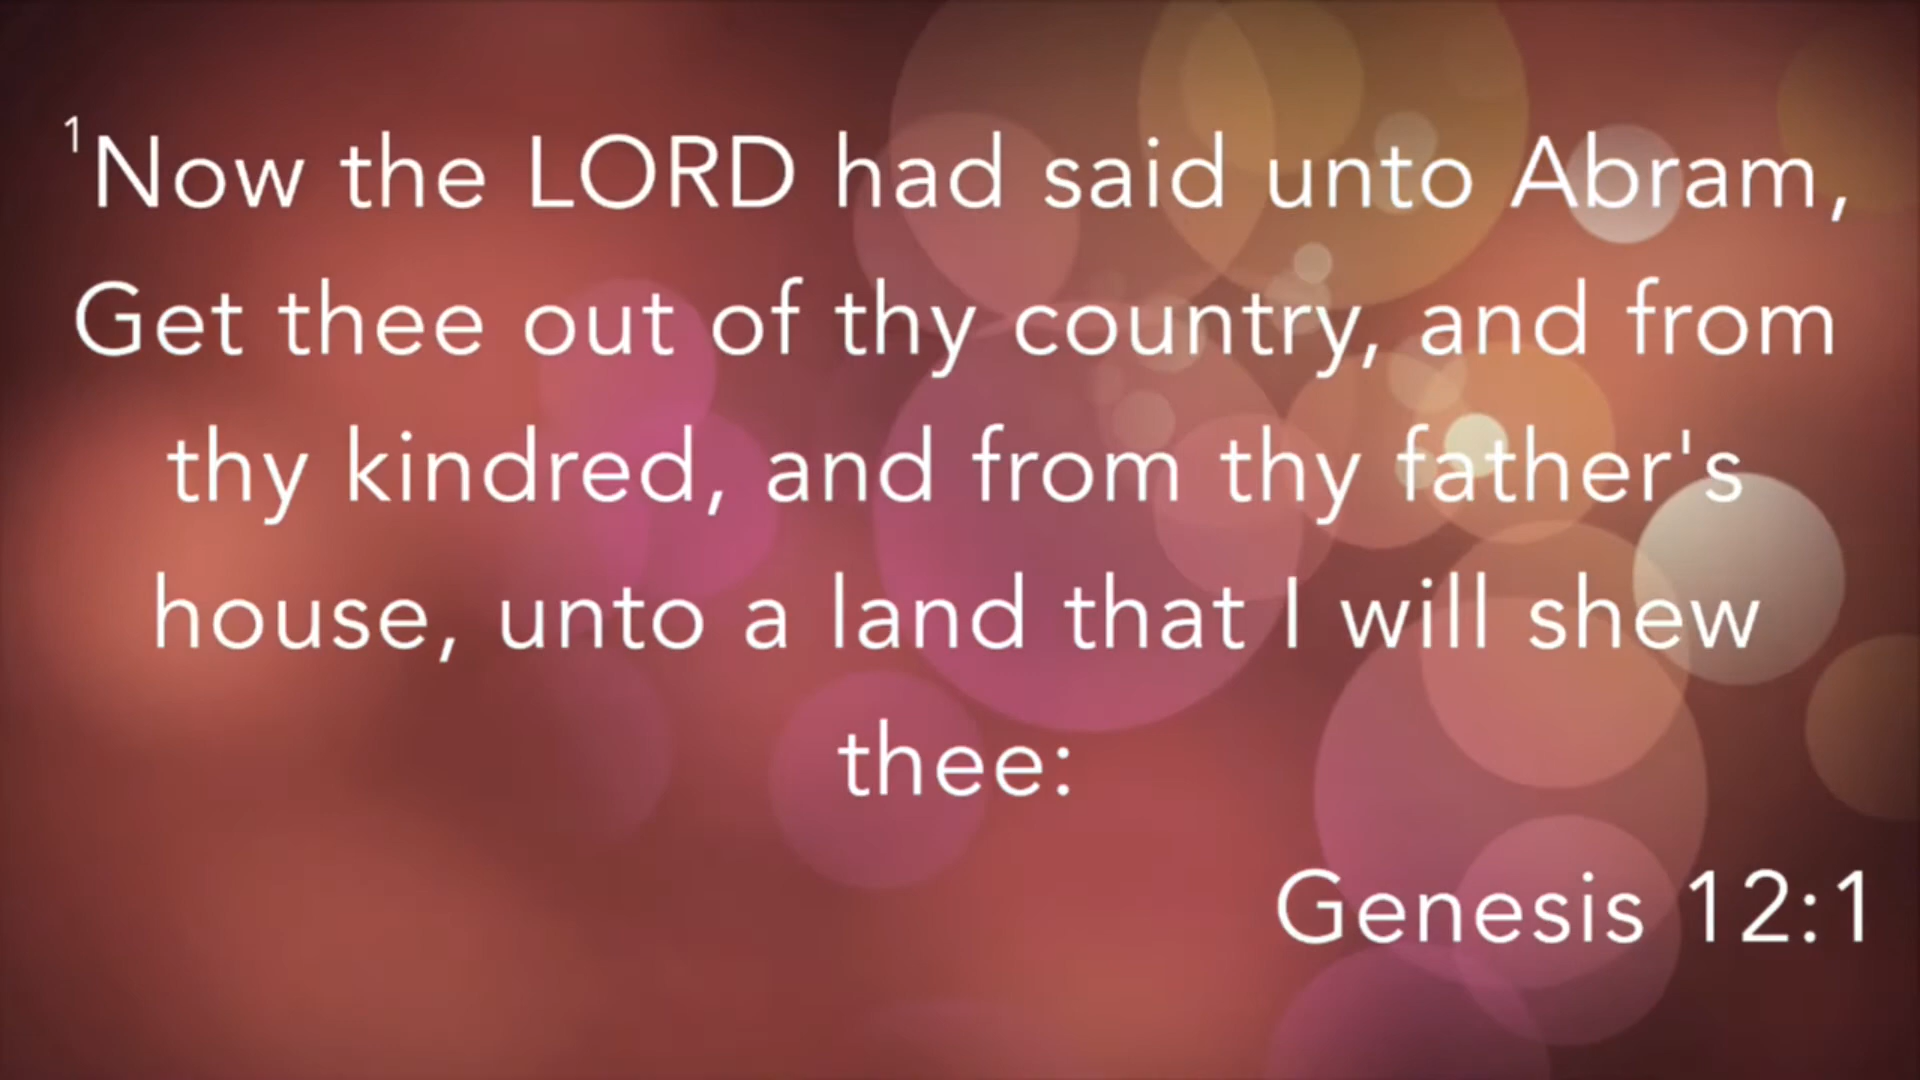 ¹Now the LORD had said unto Abram,
Get thee out of thy country, and from
thy kindred, and from thy father's
house, unto a land that I will shew
thee:
Genesis 12:1